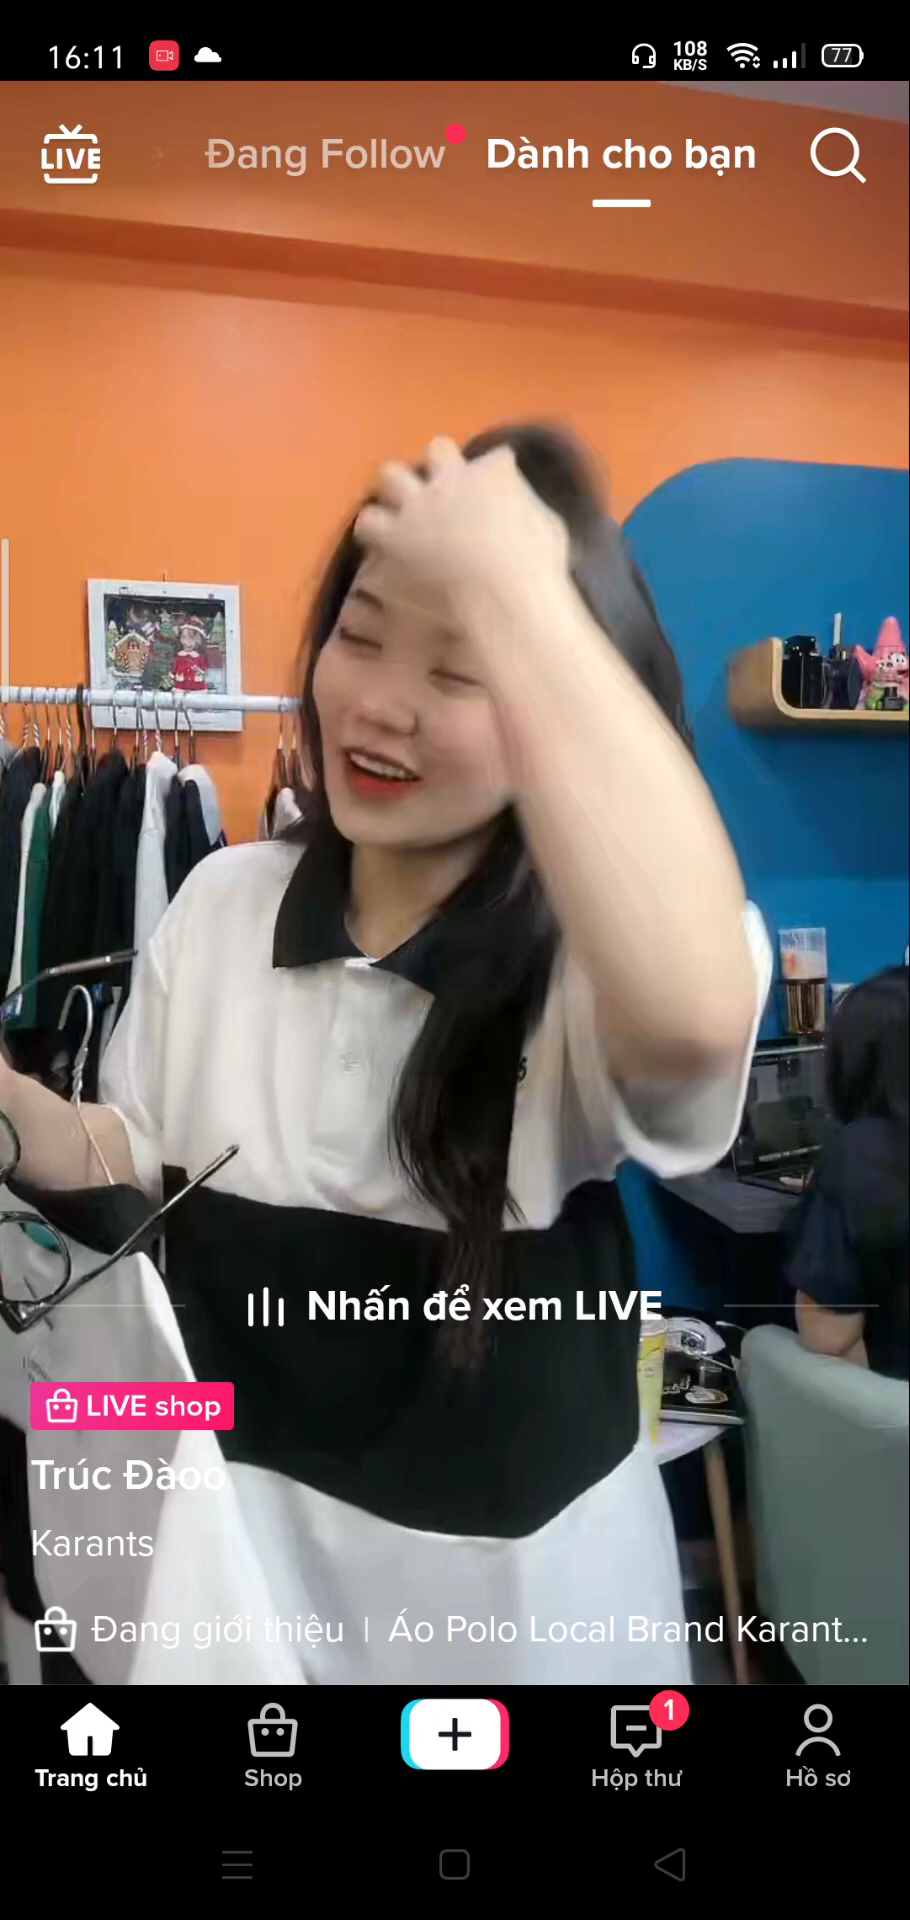 16:11
108
KB/S
77
LIVE
Đang Follow
Dành cho bạn
Nhấn để xem LIVE
LIVE shop
Trúc Đàoo
Karants
Đang giới thiệu | Áo Polo Local Brand Karant...
1
Trang chủ
Shop
Hộp thư
Hồ sơ